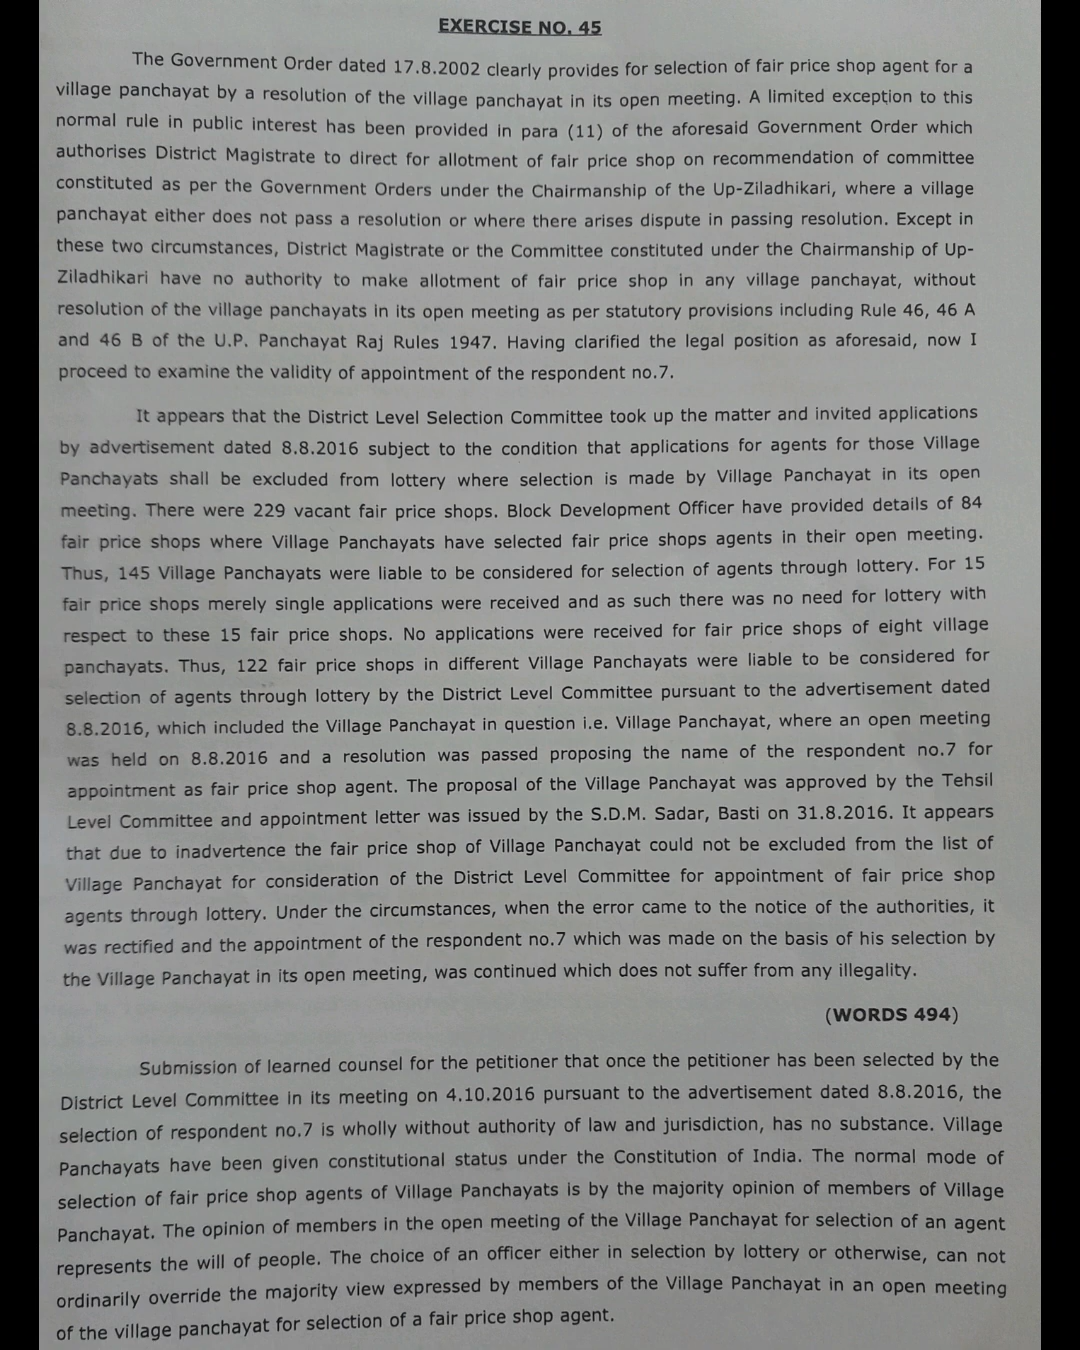 EXERCISE NO. 45
The Government Order dated 17.8.2002 clearly provides for selection of fair price shop agent for a
village panchayat by a resolution of the village panchayat in its open meeting. A limited exception to this
normal rule in public interest has been provided in para (11) of the aforesaid Government Order which
authorises District Magistrate to direct for allotment of fair price shop on recommendation of committee
constituted as per the Government Orders under the Chairmanship of the Up-Ziladhikari, where a village
panchayat either does not pass a resolution or where there arises dispute in passing resolution. Except in
these two circumstances, District Magistrate or the Committee constituted under the Chairmanship of Up-
Ziladhikari have no authority to make allotment of fair price shop in any village panchayat, without
resolution of the village panchayats in its open meeting as per statutory provisions including Rule 46, 46 A
and 46 B of the U.P. Panchayat Raj Rules 1947. Having clarified the legal position as aforesaid, now I
proceed to examine the validity of appointment of the respondent no.7.
It appears that the District Level Selection Committee took up the matter and invited applications
by advertisement dated 8.8.2016 subject to the condition that applications for agents for those Village
Panchayats shall be excluded from lottery where selection is made by Village Panchayat in its open
meeting. There were 229 vacant fair price shops. Block Development Officer have provided details of 84
fair price shops where Village Panchayats have selected fair price shops agents in their open meeting.
Thus, 145 Village Panchayats were liable to be considered for selection of agents through lottery. For 15
fair price shops merely single applications were received and as such there was no need for lottery with
respect to these 15 fair price shops. No applications were received for fair price shops of eight village
panchayats. Thus, 122 fair price shops in different Village Panchayats were liable to be considered for
selection of agents through lottery by the District Level Committee pursuant to the advertisement dated
8.8.2016, which included the Village Panchayat in question i.e. Village Panchayat, where an open meeting
was held on 8.8.2016 and a resolution was passed proposing the name of the respondent no.7 for
appointment as fair price shop agent. The proposal of the Village Panchayat was approved by the Tehsil
Level Committee and appointment letter was issued by the S.D.M. Sadar, Basti on 31.8.2016. It appears
that due to inadvertence the fair price shop of Village Panchayat could not be excluded from the list of
Village Panchayat for consideration of the District Level Committee for appointment of fair price shop
agents through lottery. Under the circumstances, when the error came to the notice of the authorities, it
was rectified and the appointment of the respondent no.7 which was made on the basis of his selection by
the Village Panchayat in its open meeting, was continued which does not suffer from any illegality.
(WORDS 494)
Submission of learned counsel for the petitioner that once the petitioner has been selected by the
District Level Committee in its meeting on 4.10.2016 pursuant to the advertisement dated 8.8.2016, the
selection of respondent no.7 is wholly without authority of law and jurisdiction, has no substance. Village
Panchayats have been given constitutional status under the Constitution of India. The normal mode of
selection of fair price shop agents of Village Panchayats is by the majority opinion of members of Village
Panchayat. The opinion of members in the open meeting of the Village Panchayat for selection of an agent
represents the will of people. The choice of an officer either in selection by lottery or otherwise, can not
ordinarily override the majority view expressed by members of the Village Panchayat in an open meeting
of the village panchayat for selection of a fair price shop agent.